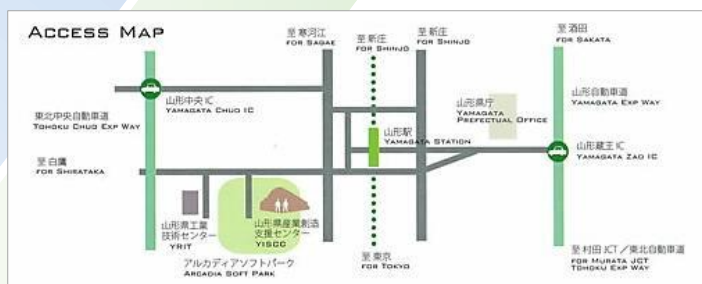 ACCESS MAP
至 寒河江
FOR SAGAE
至 新庄
FOR SHINJO
至 新庄
FOR SHINJO
至 酒田
FOR SAKATA
山形中央 IC
YAMAGATA CHUO IC
山形自動車道
YAMAGATA EXP WAY
東北中央自動車道
TOHOKU CHUO EXP WAY
山形県庁
YAMAGATA
PREFECTUAL OFFICE
山形駅
YAMAGATA STATION
山形蔵王 IC
YAMAGATA ZAO IC
至 白鷹
FOR SHIRATAKA
山形県工業
技術センター
YRIT
山形県産業創造
支援センター
YISCC
アルカディアソフトパーク
ARCADIA SOFT PARK
至 東京
FOR TOKYO
至 村田 JCT ／東北自動車道
FOR MURATA JCT
TOHOKU EXP WAY